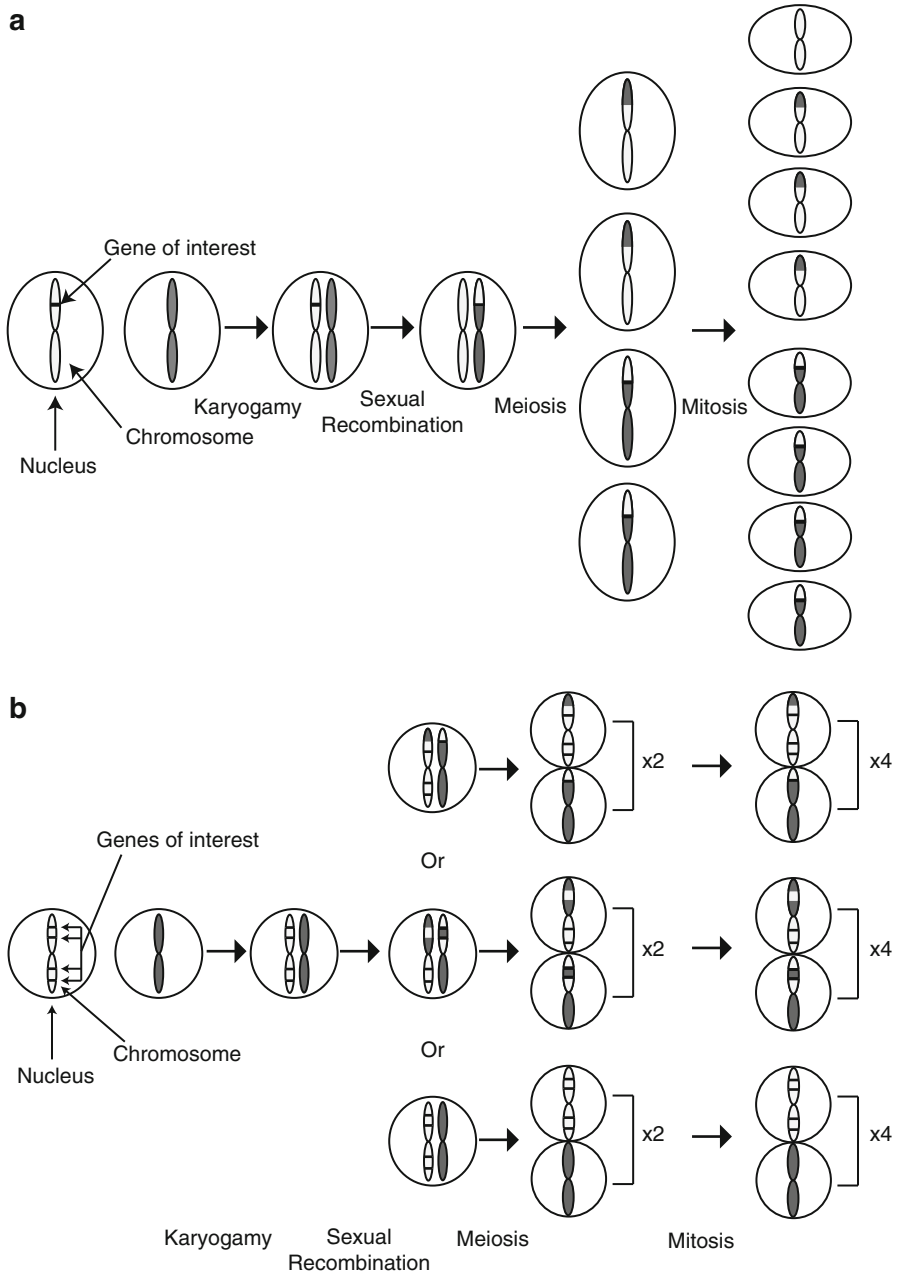 a
Gene of interest
Karyogamy
Sexual
Recombination
Meiosis
Mitosis
Chromosome
Nucleus
b
x2
x4
Or
Genes of interest
x2
x4
Or
Chromosome
Nucleus
x2
x4
Karyogamy
Sexual
Recombination
Meiosis
Mitosis